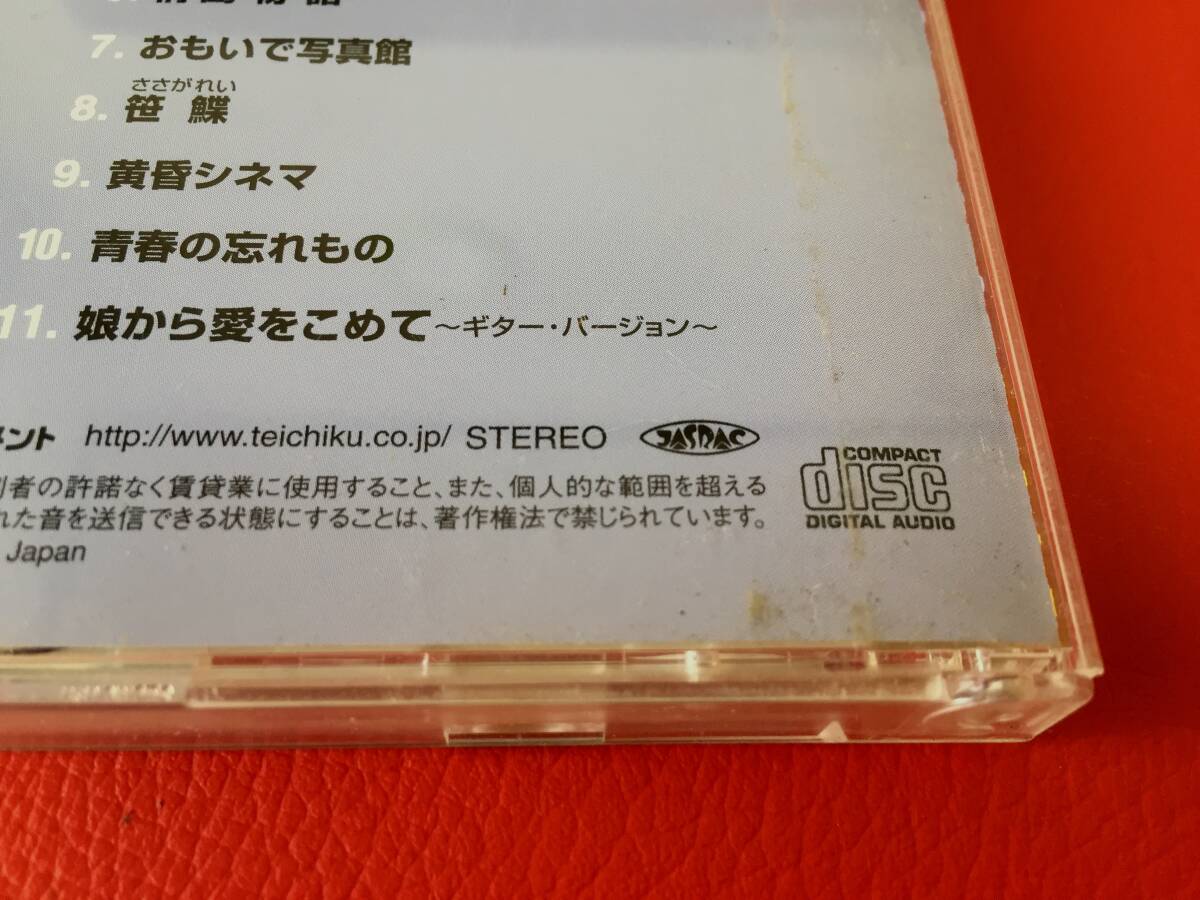 7. おもいで写真館
ささがれい
8. 笹 鰈
9. 黄昏シネマ
10. 青春の忘れもの
11. 娘から愛をこめて～ギター・バージョン～
ント http://www.teichiku.co.jp/ STEREO JASRAC
者の許諾なく賃貸業に使用すること、また、個人的な範囲を超える
れた音を送信できる状態にすることは、著作権法で禁じられています。
Japan
COMPACT
disc
DIGITAL AUDIO